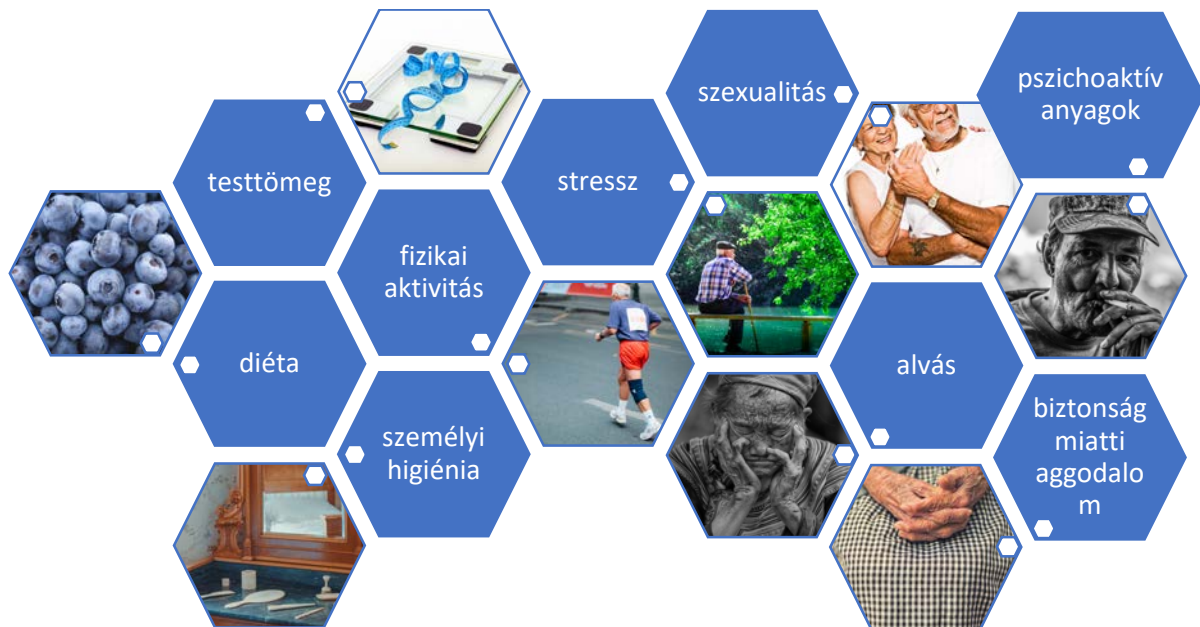 testtömeg
diéta
fizikai
aktivitás
személyi
higiénia
stressz
szexualitás
alvás
pszichoaktív
anyagok
biztonság
miatti
aggodalo
m